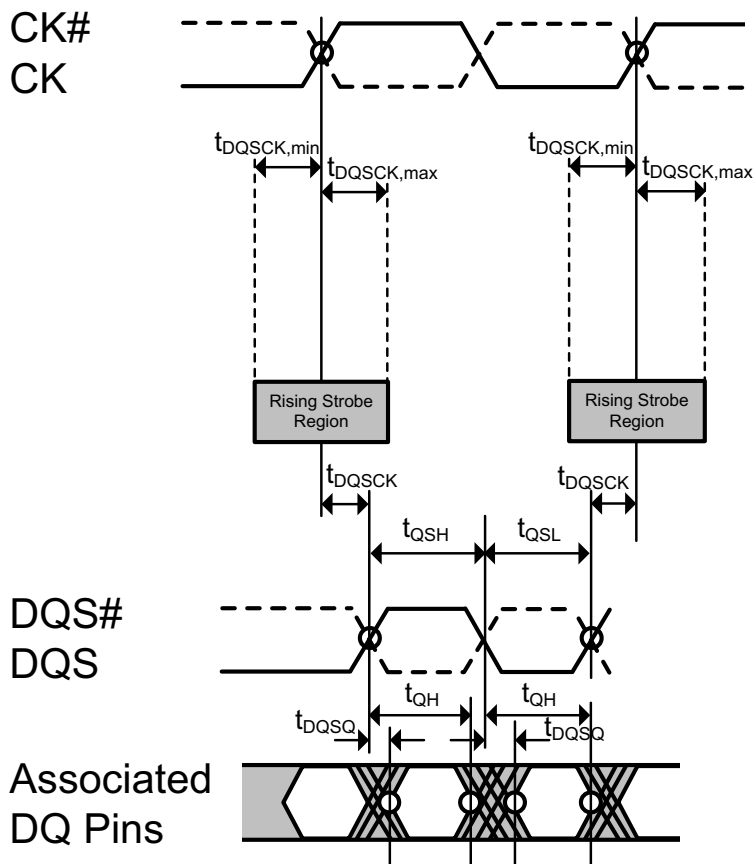 CK#
CK
tDQSCK,min
tDQSCK,max
tDQSCK,min
tDQSCK,max
Rising Strobe
Region
Rising Strobe
Region
tDQSCK
tDQSCK
tQSH
tQSL
DQS#
DQS
tQH
tQH
tDQSQ
tDQSQ
Associated
DQ Pins